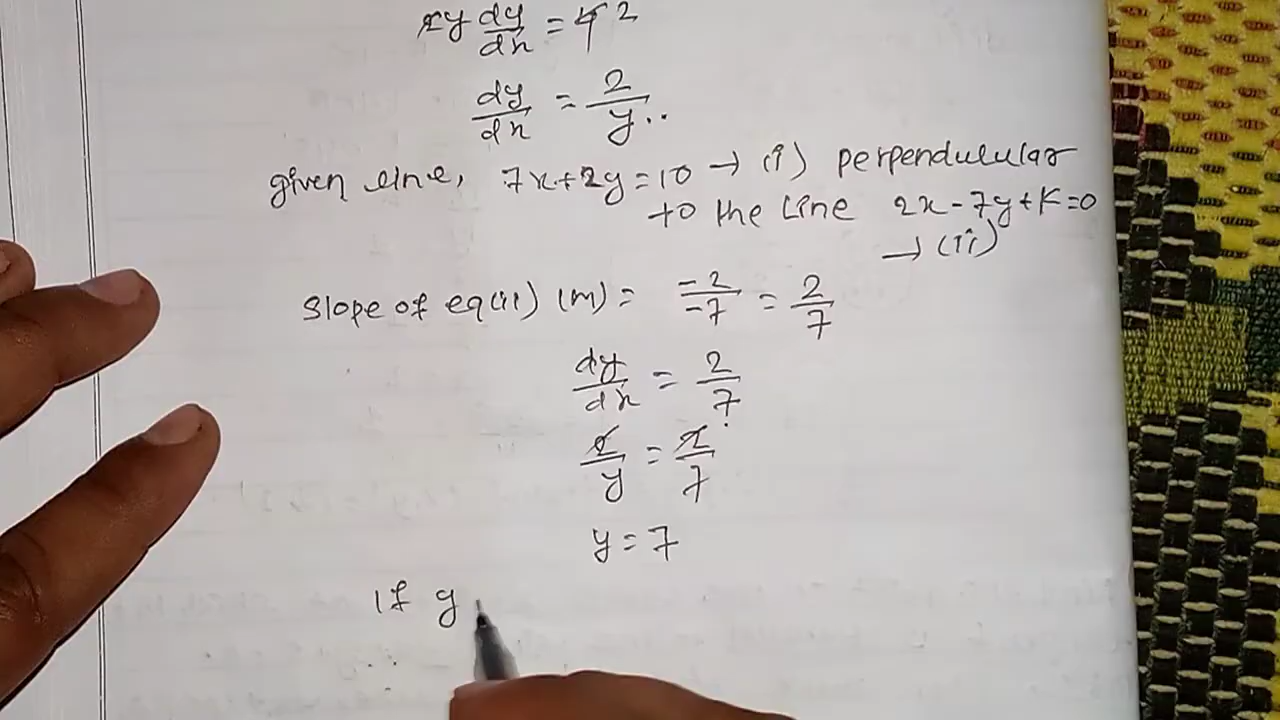 2y dy/dx = 4 2
dy/dx = 2/y..
given line, 7x+2y=10 → (i) perpendulular
to the line 2x-7y+K=0
→ (ii)
Slope of eq(ii) (m) = -2/-7 = 2/7
dy/dx = 2/7
2/y = 2/7
y = 7
If y